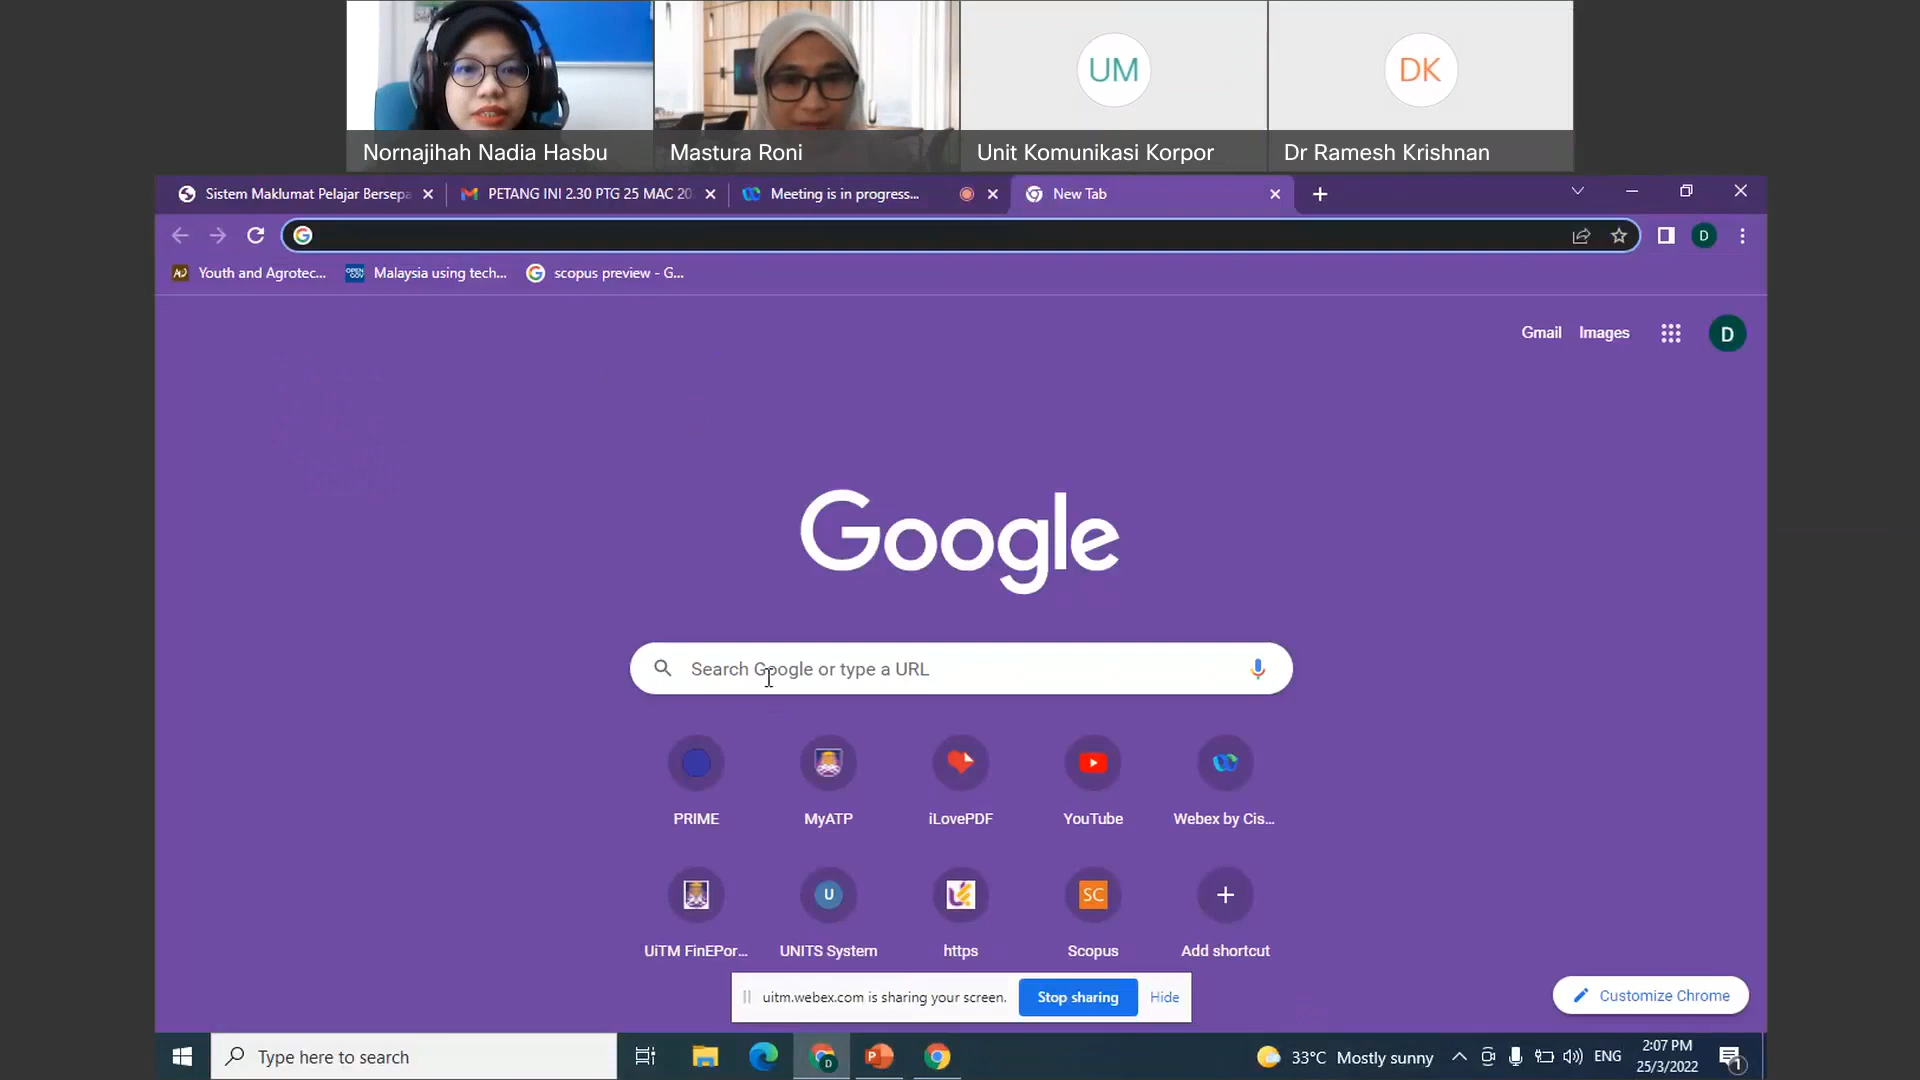 UM
DK
Nornajihah Nadia Hasbu
Mastura Roni
Unit Komunikasi Korpor
Dr Ramesh Krishnan
Sistem Maklumat Pelajar Bersepa
PETANG INI 2.30 PTG 25 MAC 20
Meeting is in progress...
New Tab
D
Youth and Agrotec...
OPEN GOV
Malaysia using tech...
scopus preview - G...
Gmail
Images
D
Google
Search Google or type a URL
PRIME
MyATP
iLovePDF
YouTube
Webex by Cis...
U
SC
UiTM FinEPor...
UNITS System
https
Scopus
Add shortcut
uitm.webex.com is sharing your screen.
Stop sharing
Hide
Customize Chrome
Type here to search
D
33°C Mostly sunny
ENG
2:07 PM
25/3/2022
1